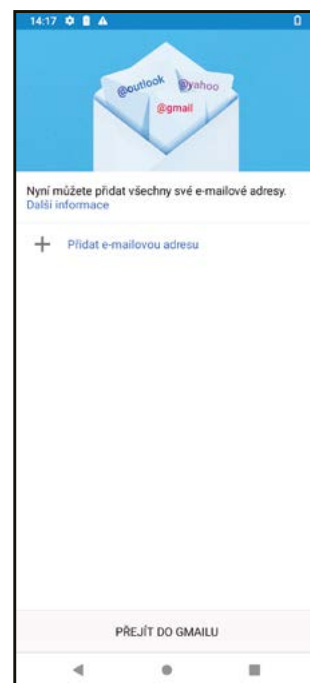 14:17
@outlook
@yahoo
@gmail
Nyní můžete přidat všechny své e-mailové adresy.
Další informace
Přidat e-mailovou adresu
PŘEJÍT DO GMAILU